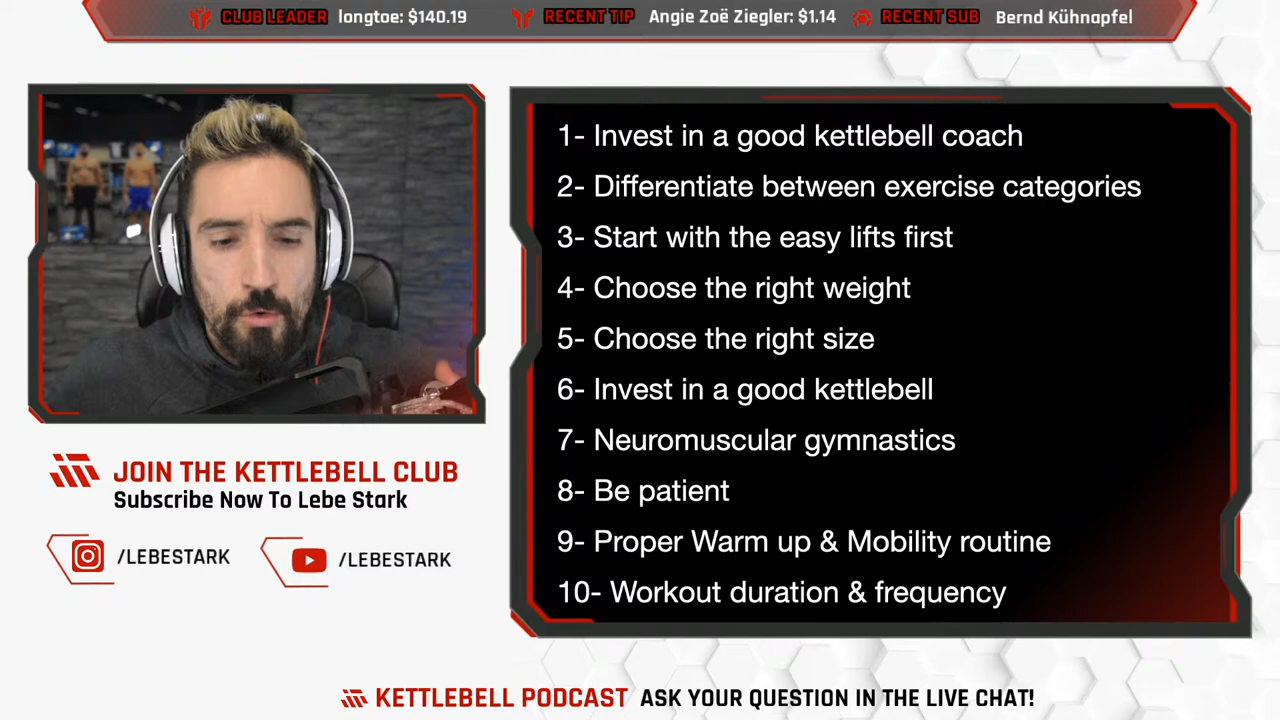 CLUB LEADER longtoe: $140.19 RECENT TIP Angie Zoë Ziegler: $1.14 RECENT SUB Bernd Kühnapfel
1- Invest in a good kettlebell coach
2- Differentiate between exercise categories
3- Start with the easy lifts first
4- Choose the right weight
5- Choose the right size
6- Invest in a good kettlebell
7- Neuromuscular gymnastics
8- Be patient
9- Proper Warm up & Mobility routine
10- Workout duration & frequency
JOIN THE KETTLEBELL CLUB
Subscribe Now To Lebe Stark
/LEBESTARK /LEBESTARK
KETTLEBELL PODCAST ASK YOUR QUESTION IN THE LIVE CHAT!